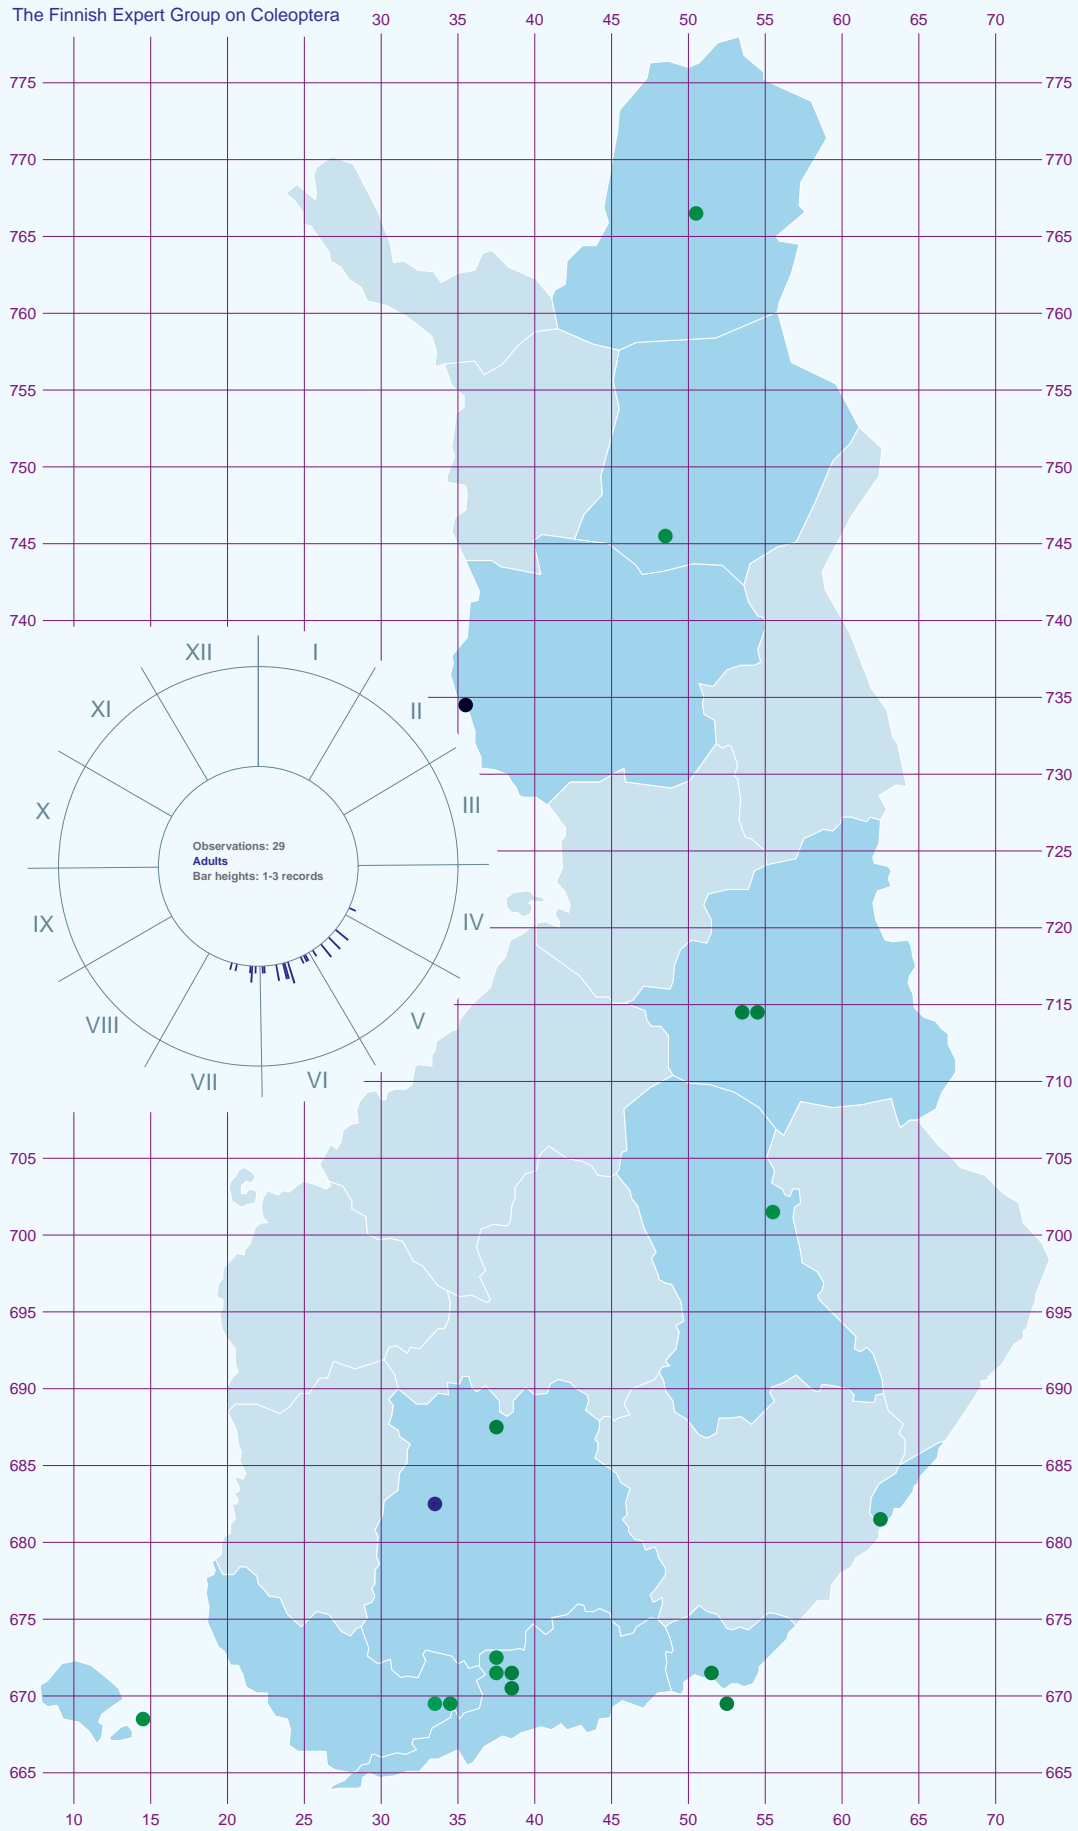 The Finnish Expert Group on Coleoptera
30 35 40 45 50 55 60 65 70
775 775
770 770
765 765
760 760
755 755
750 750
745 745
740 740
XII I
XI II
735
730
X III
Observations: 29
Adults
Bar heights: 1-3 records
725
IX IV
720
715
VIII V
VII VI
710
705 705
700 700
695 695
690 690
685 685
680 680
675 675
670 670
665 665
10 15 20 25 30 35 40 45 50 55 60 65 70